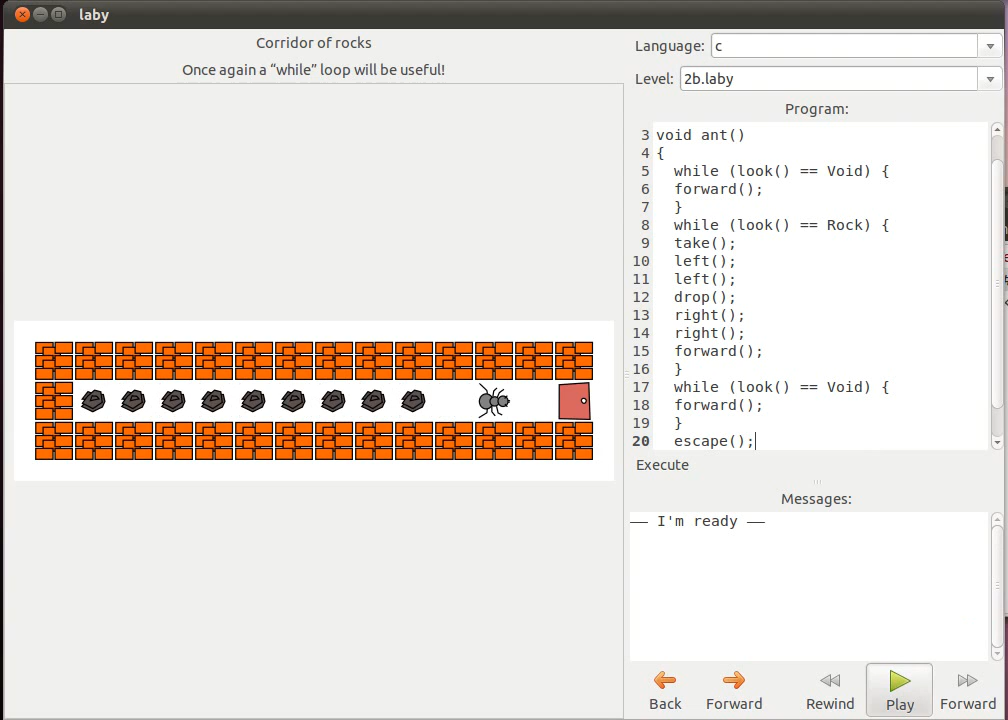 laby
Corridor of rocks
Once again a “while” loop will be useful!
Language: c
Level: 2b.laby
Program:
3 void ant()
4 {
5   while (look() == Void) {
6   forward();
7   }
8   while (look() == Rock) {
9   take();
10   left();
11   left();
12   drop();
13   right();
14   right();
15   forward();
16   }
17   while (look() == Void) {
18   forward();
19   }
20   escape();
Execute
Messages:
—— I'm ready ——
Back
Forward
Rewind
Play
Forward